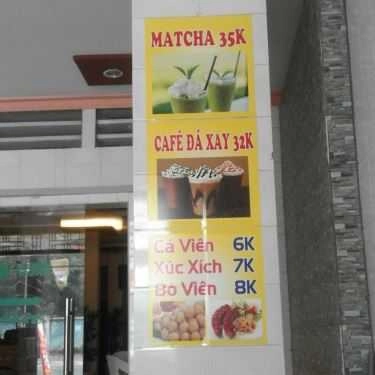 MATCHA 35K
CAFÉ ĐÁ XAY 32K
Cá Viên 6K
Xúc Xích 7K
Bò Viên 8K